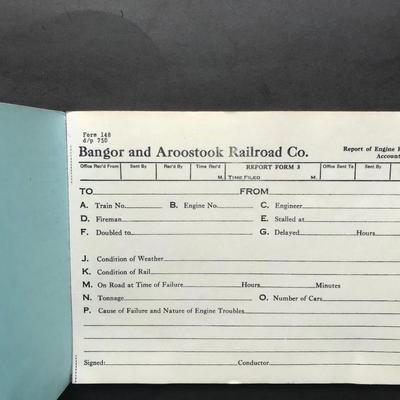 Form 148
d/p 750
Bangor and Aroostook Railroad Co.
Report of Engine
Account
Office Rec'd From Sent By Rec'd By Time Rec'd REPORT FORM 3 Office Sent To Sent By
M. TIME FILED M.
TO FROM
A. Train No. B. Engine No. C. Engineer
D. Fireman E. Stalled at
F. Doubled to G. Delayed Hours
J. Condition of Weather
K. Condition of Rail
M. On Road at Time of Failure Hours Minutes
N. Tonnage O. Number of Cars
P. Cause of Failure and Nature of Engine Troubles
Signed: Conductor